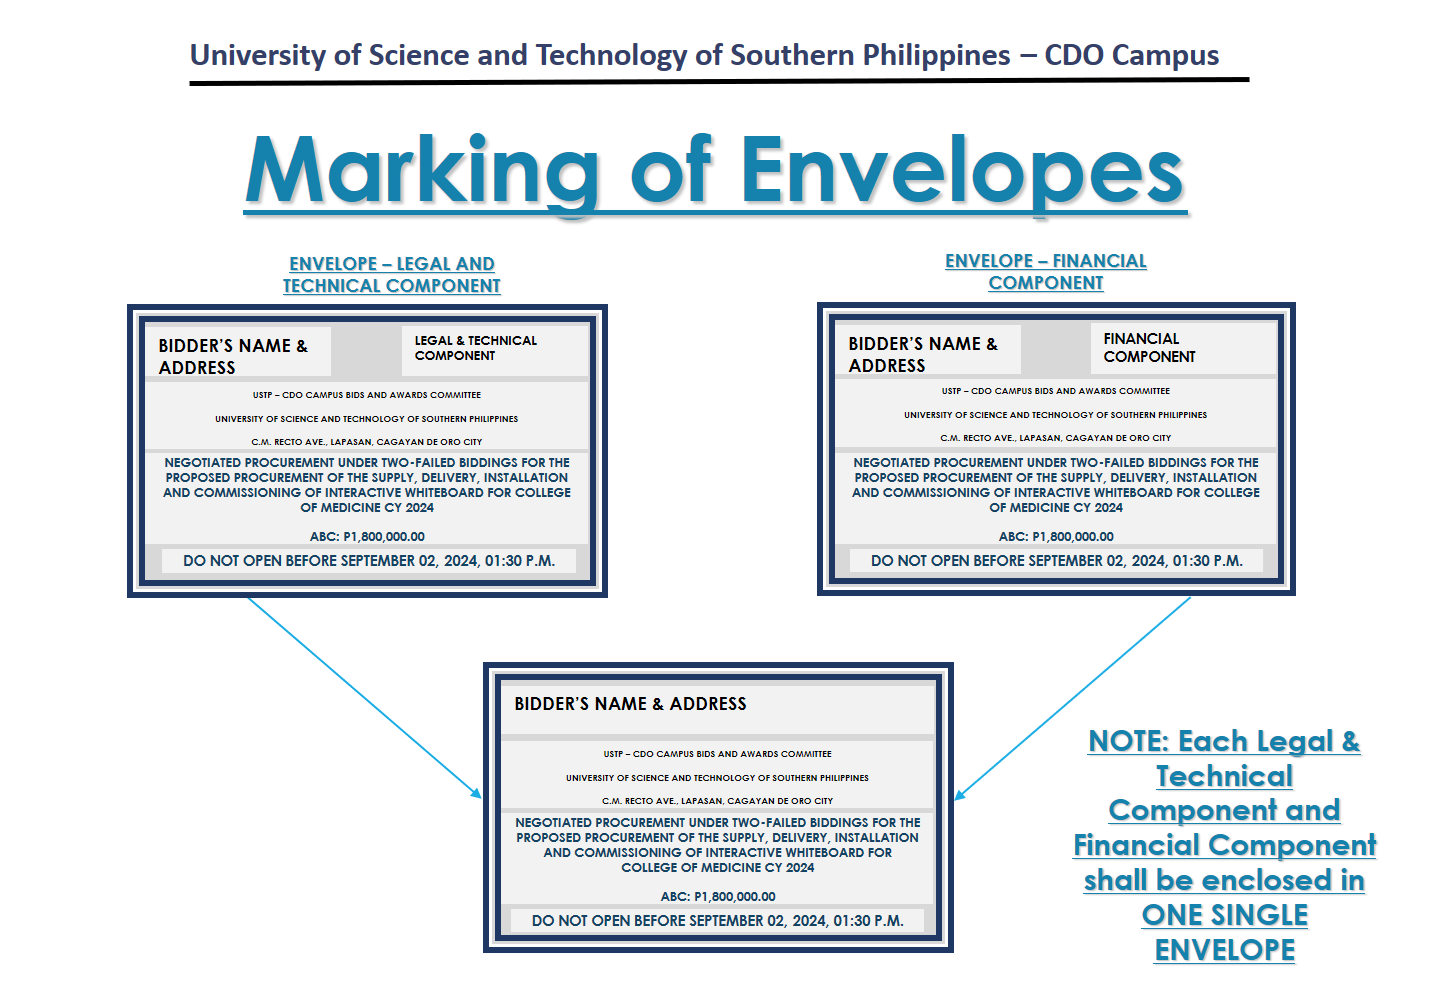 University of Science and Technology of Southern Philippines – CDO Campus
Marking of Envelopes
ENVELOPE – LEGAL AND
TECHNICAL COMPONENT
BIDDER'S NAME &
ADDRESS
LEGAL & TECHNICAL
COMPONENT
USTP – CDO CAMPUS BIDS AND AWARDS COMMITTEE
UNIVERSITY OF SCIENCE AND TECHNOLOGY OF SOUTHERN PHILIPPINES
C.M. RECTO AVE., LAPASAN, CAGAYAN DE ORO CITY
NEGOTIATED PROCUREMENT UNDER TWO-FAILED BIDDINGS FOR THE
PROPOSED PROCUREMENT OF THE SUPPLY, DELIVERY, INSTALLATION
AND COMMISSIONING OF INTERACTIVE WHITEBOARD FOR COLLEGE
OF MEDICINE CY 2024
ABC: P1,800,000.00
DO NOT OPEN BEFORE SEPTEMBER 02, 2024, 01:30 P.M.
ENVELOPE – FINANCIAL
COMPONENT
BIDDER'S NAME &
ADDRESS
FINANCIAL
COMPONENT
USTP – CDO CAMPUS BIDS AND AWARDS COMMITTEE
UNIVERSITY OF SCIENCE AND TECHNOLOGY OF SOUTHERN PHILIPPINES
C.M. RECTO AVE., LAPASAN, CAGAYAN DE ORO CITY
NEGOTIATED PROCUREMENT UNDER TWO-FAILED BIDDINGS FOR THE
PROPOSED PROCUREMENT OF THE SUPPLY, DELIVERY, INSTALLATION
AND COMMISSIONING OF INTERACTIVE WHITEBOARD FOR COLLEGE
OF MEDICINE CY 2024
ABC: P1,800,000.00
DO NOT OPEN BEFORE SEPTEMBER 02, 2024, 01:30 P.M.
BIDDER'S NAME & ADDRESS
USTP – CDO CAMPUS BIDS AND AWARDS COMMITTEE
UNIVERSITY OF SCIENCE AND TECHNOLOGY OF SOUTHERN PHILIPPINES
C.M. RECTO AVE., LAPASAN, CAGAYAN DE ORO CITY
NEGOTIATED PROCUREMENT UNDER TWO-FAILED BIDDINGS FOR THE
PROPOSED PROCUREMENT OF THE SUPPLY, DELIVERY, INSTALLATION
AND COMMISSIONING OF INTERACTIVE WHITEBOARD FOR
COLLEGE OF MEDICINE CY 2024
ABC: P1,800,000.00
DO NOT OPEN BEFORE SEPTEMBER 02, 2024, 01:30 P.M.
NOTE: Each Legal &
Technical
Component and
Financial Component
shall be enclosed in
ONE SINGLE
ENVELOPE